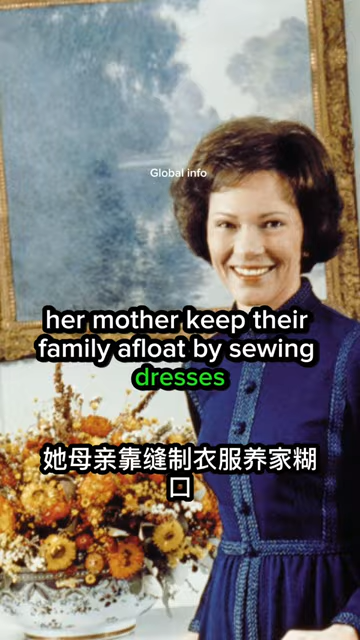 Global info
her mother keep their
family afloat by sewing
dresses
她母亲靠缝制衣服养家糊
口